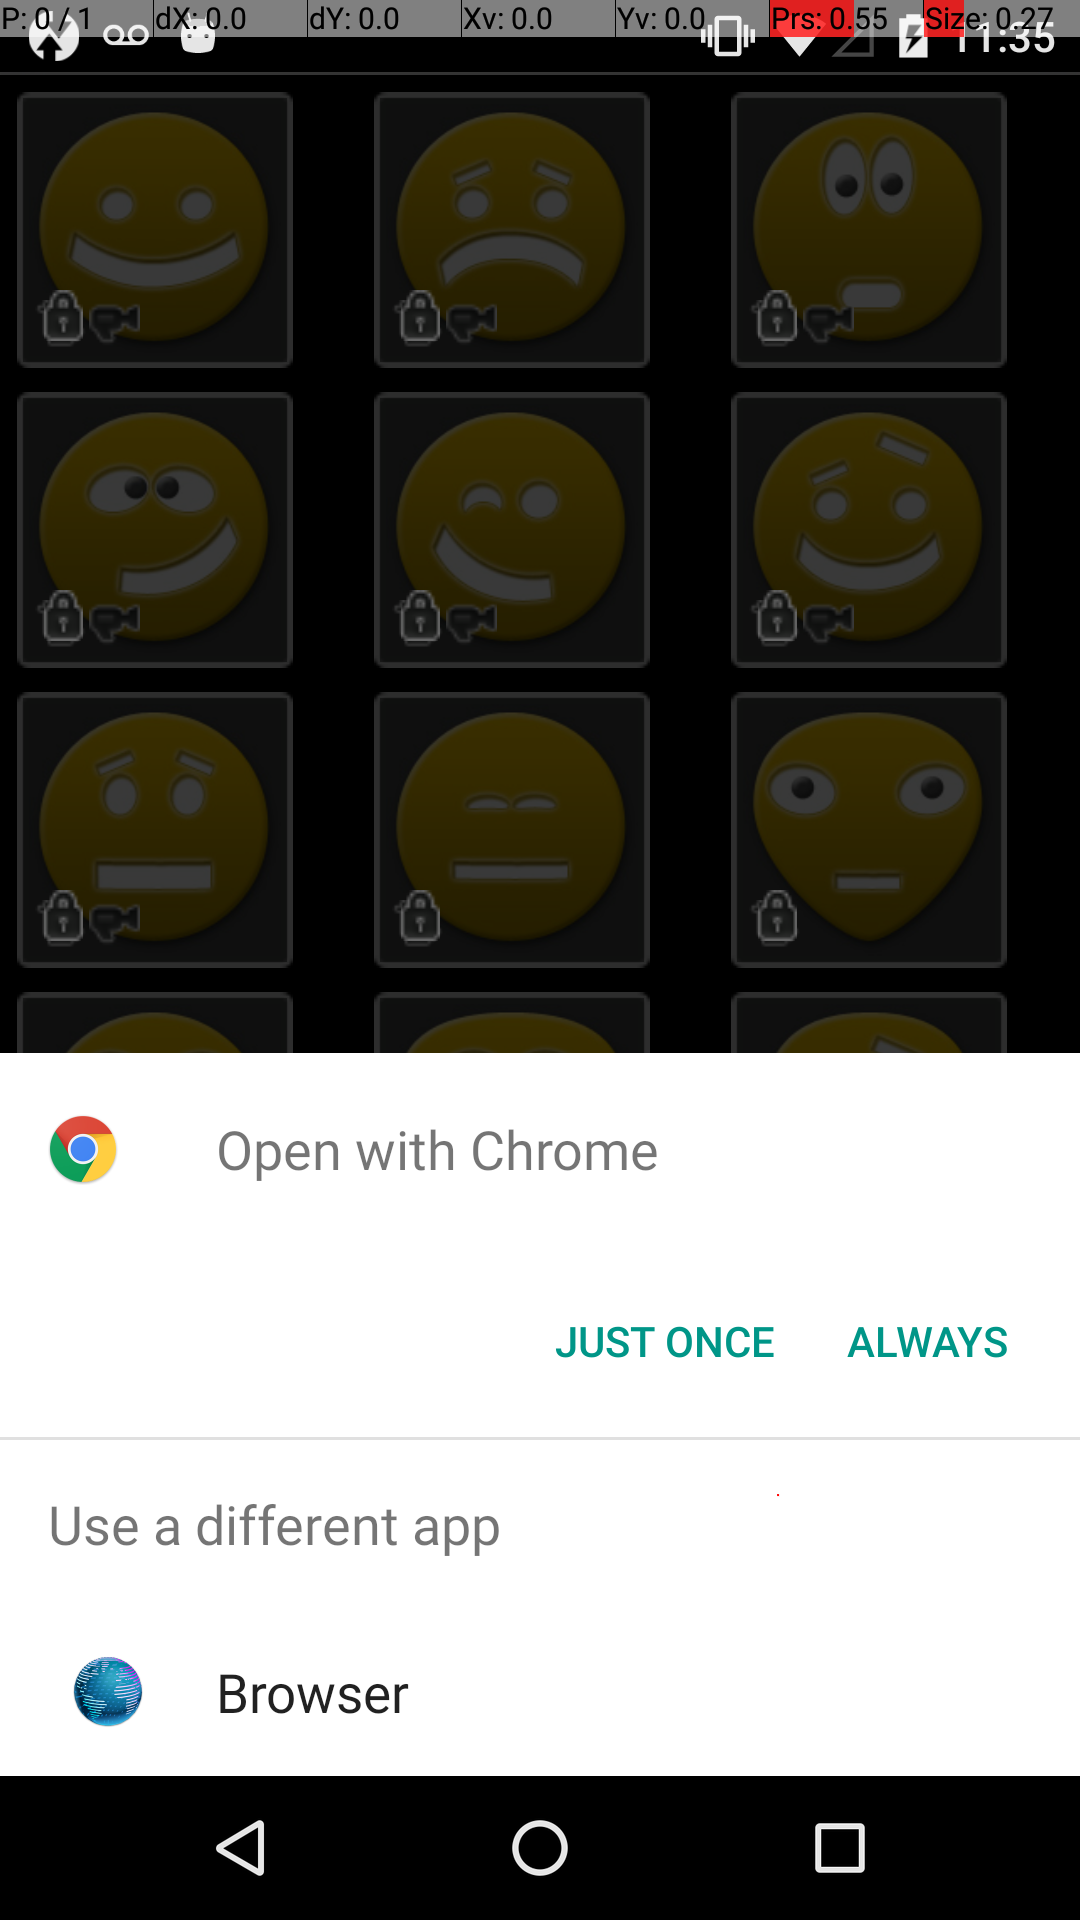 P: 0 / 1 dX: 0.0 dY: 0.0 Xv: 0.0 Yv: 0.0 Prs: 0.55 Size: 0.27
11:35
Open with Chrome
JUST ONCE ALWAYS
Use a different app
Browser